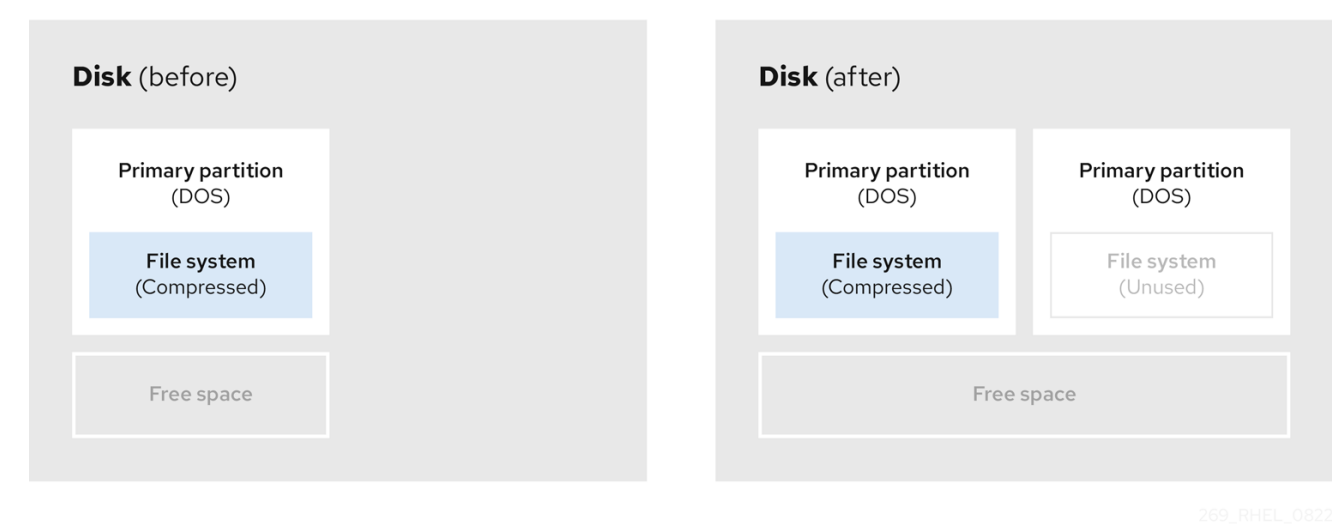 Disk (before)
Primary partition
(DOS)
File system
(Compressed)
Free space
Disk (after)
Primary partition
(DOS)
File system
(Compressed)
Primary partition
(DOS)
File system
(Unused)
Free space
269_RHEL_0822